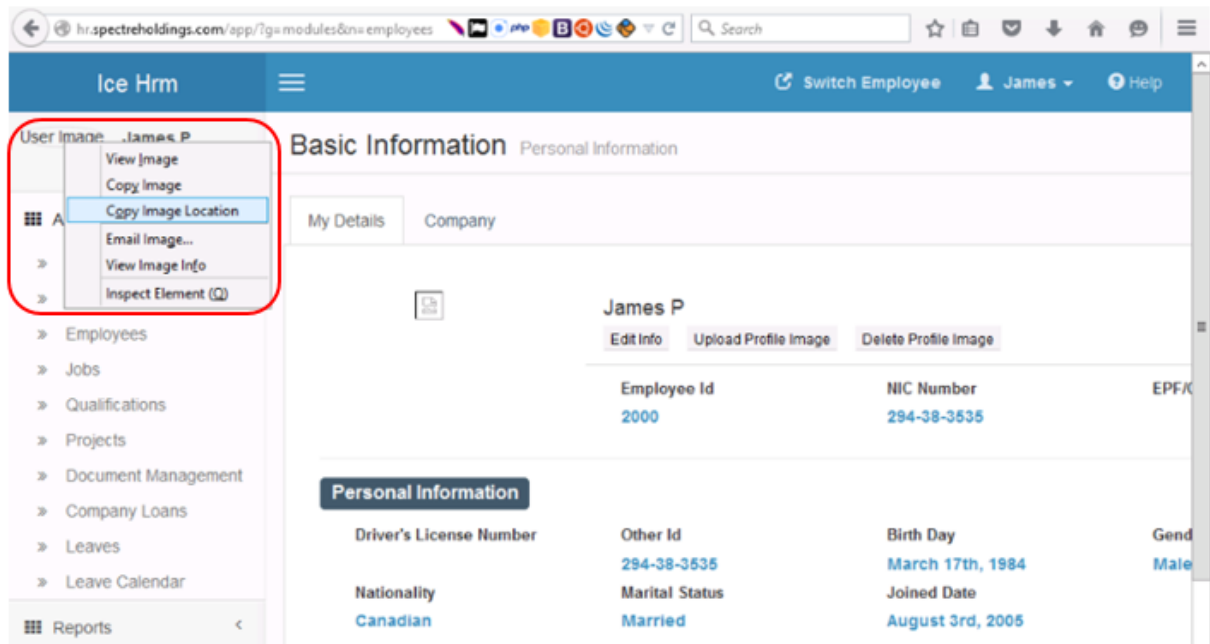 hr.spectreholdings.com/app/?g=modules&n=employees php B Search
Ice Hrm Switch Employee James Help
User Image James P
View Image
Copy Image
Copy Image Location
Email Image...
View Image Info
Inspect Element (Q)
A
Employees
Jobs
Qualifications
Projects
Document Management
Company Loans
Leaves
Leave Calendar
Reports
Basic Information Personal Information
My Details Company
James P
Edit Info Upload Profile Image Delete Profile Image
Employee Id NIC Number EPF/
2000 294-38-3535
Personal Information
Driver's License Number Other Id Birth Day Gend
294-38-3535 March 17th, 1984 Male
Nationality Marital Status Joined Date
Canadian Married August 3rd, 2005